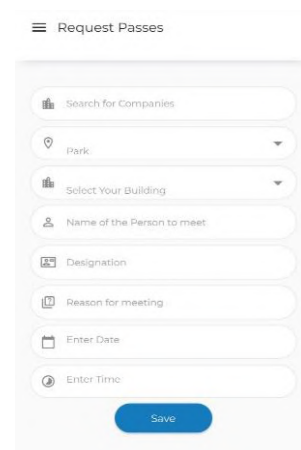 Request Passes
Search for Companies
Park
Select Your Building
Name of the Person to meet
Designation
Reason for meeting
Enter Date
Enter Time
Save